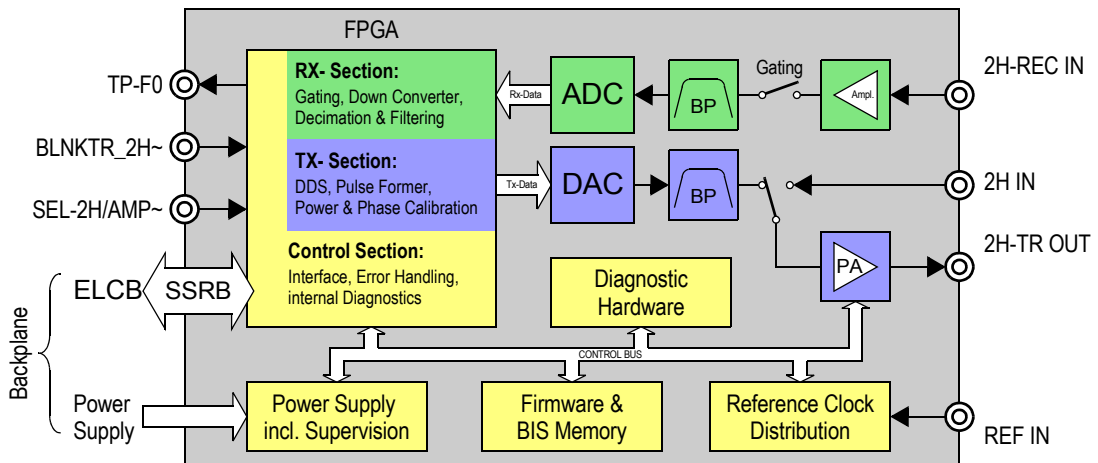 FPGA
TP-F0
BLNKTR_2H~
SEL-2H/AMP~
ELCB
SSRB
Backplane
Power
Supply
RX- Section:
Gating, Down Converter,
Decimation & Filtering
TX- Section:
DDS, Pulse Former,
Power & Phase Calibration
Control Section:
Interface, Error Handling,
internal Diagnostics
Rx-Data
ADC
BP
Gating
Ampl.
2H-REC IN
Tx-Data
DAC
BP
2H IN
PA
2H-TR OUT
Diagnostic
Hardware
CONTROL BUS
Power Supply
incl. Supervision
Firmware &
BIS Memory
Reference Clock
Distribution
REF IN